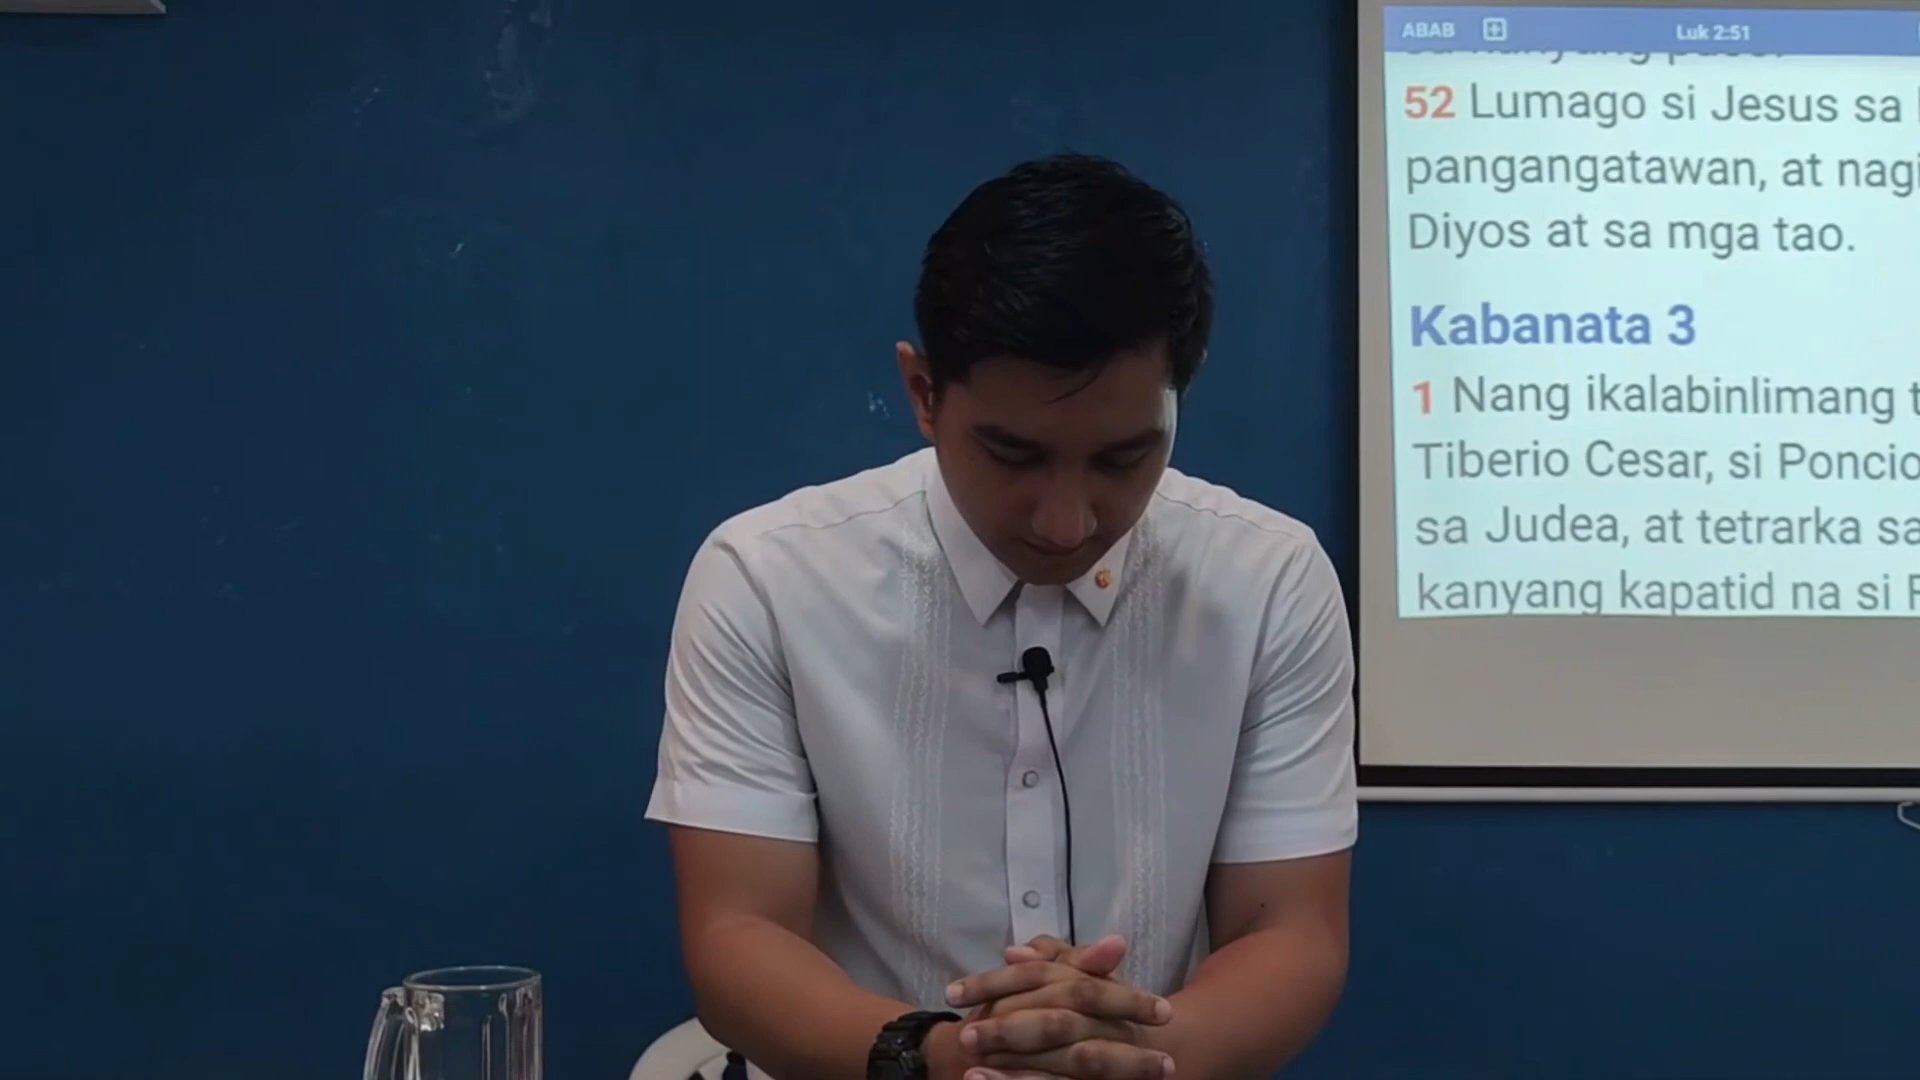 ABAB Luk 2:51
52 Lumago si Jesus sa
pangangatawan, at nagi
Diyos at sa mga tao.
Kabanata 3
1 Nang ikalabinlimang t
Tiberio Cesar, si Poncio
sa Judea, at tetrarka sa
kanyang kapatid na si